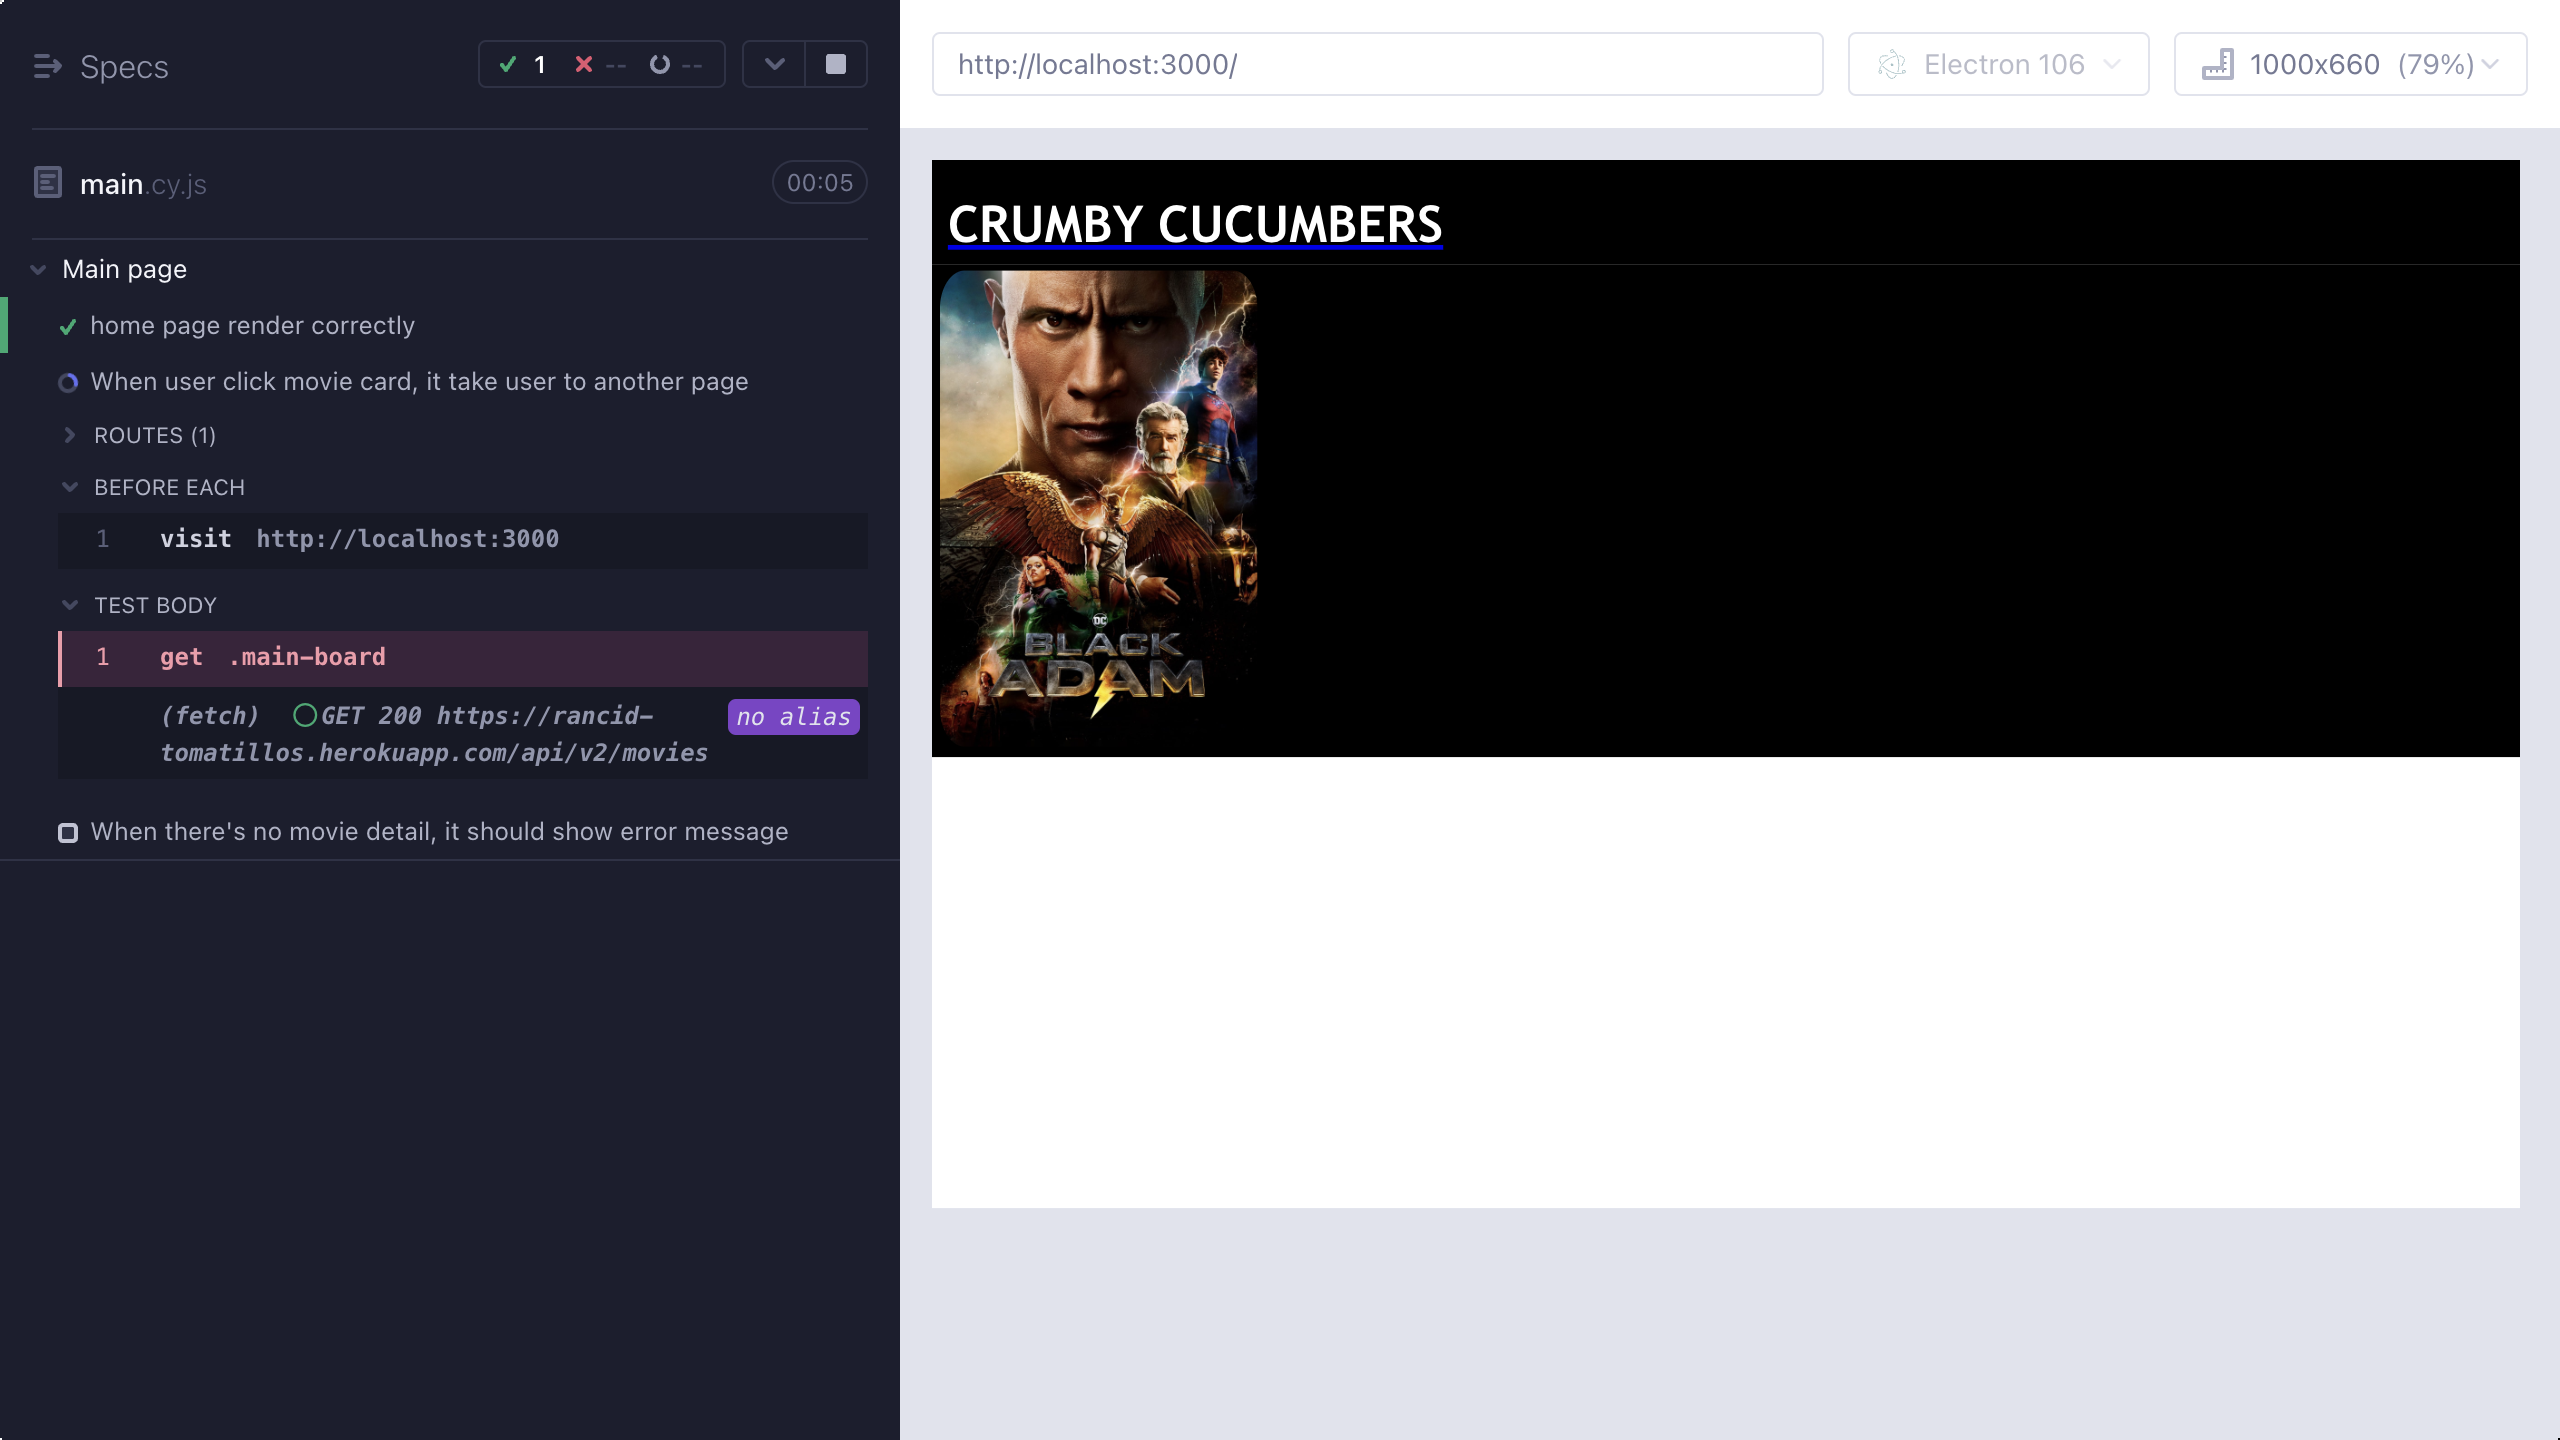 Specs
1 -- --
main.cy.js
00:05
Main page
home page render correctly
When user click movie card, it take user to another page
ROUTES (1)
BEFORE EACH
1 visit http://localhost:3000
TEST BODY
1 get .main-board
(fetch) GET 200 https://rancid-
tomatillos.herokuapp.com/api/v2/movies
no alias
When there's no movie detail, it should show error message
http://localhost:3000/
Electron 106
1000x660 (79%)
CRUMBY CUCUMBERS
DC
BLACK
ADAM